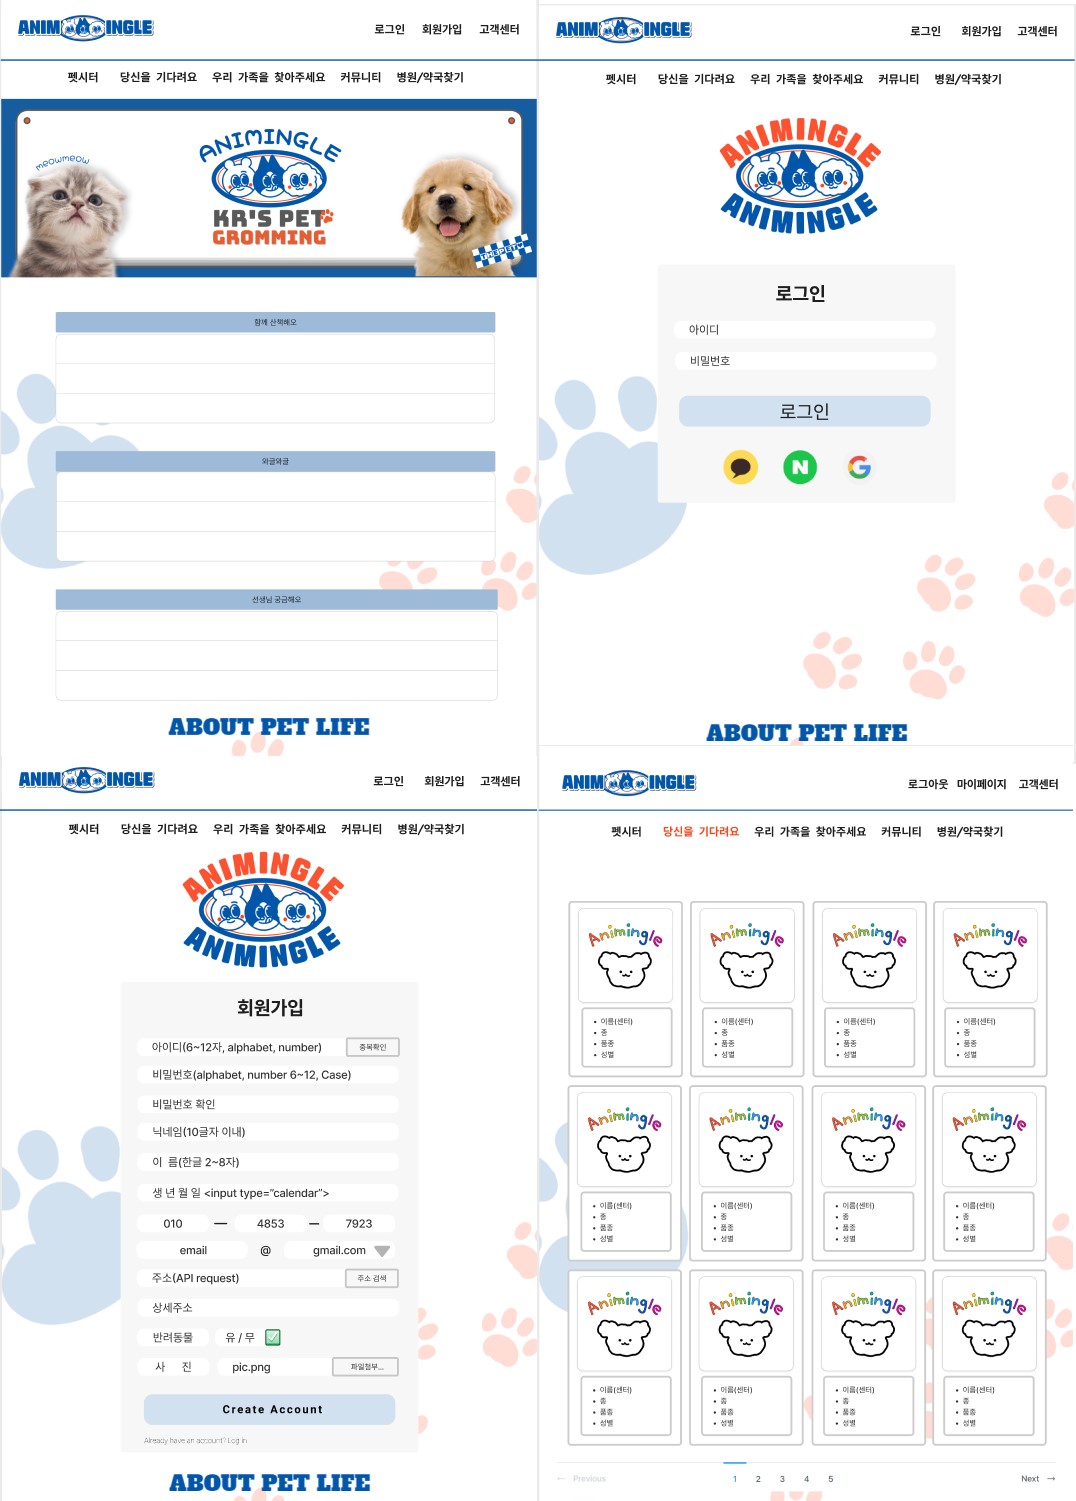 ANIM INGLE
로그인 회원가입 고객센터
펫시터 당신을 기다려요 우리 가족을 찾아주세요 커뮤니티 병원/약국찾기
meowmeow
ANIMINGLE
KR'S PET
GROMMING
THEPET
함께 산책해오
와글와글
선생님 궁금해오
ABOUT PET LIFE
ANIM INGLE
로그인 회원가입 고객센터
펫시터 당신을 기다려요 우리 가족을 찾아주세요 커뮤니티 병원/약국찾기
ANIMINGLE
ANIMINGLE
로그인
아이디
비밀번호
로그인
N
G
ABOUT PET LIFE
ANIM INGLE
로그인 회원가입 고객센터
펫시터 당신을 기다려요 우리 가족을 찾아주세요 커뮤니티 병원/약국찾기
ANIMINGLE
ANIMINGLE
회원가입
아이디(6~12자, alphabet, number) 중복확인
비밀번호(alphabet, number 6~12, Case)
비밀번호 확인
닉네임(10글자 이내)
이 름(한글 2~8자)
생 년 월 일 <input type="calendar">
010 — 4853 — 7923
email @ gmail.com
주소(API request) 주소 검색
상세주소
반려동물 유 / 무
사 진 pic.png 파일첨부...
Create Account
Already have an account? Log in
ABOUT PET LIFE
ANIM INGLE
로그아웃 마이페이지 고객센터
펫시터 당신을 기다려요 우리 가족을 찾아주세요 커뮤니티 병원/약국찾기
Animingle Animingle Animingle Animingle
• 이름(센터) • 이름(센터) • 이름(센터) • 이름(센터)
• 종 • 종 • 종 • 종
• 품종 • 품종 • 품종 • 품종
• 성별 • 성별 • 성별 • 성별
Animingle Animingle Animingle Animingle
• 이름(센터) • 이름(센터) • 이름(센터) • 이름(센터)
• 종 • 종 • 종 • 종
• 품종 • 품종 • 품종 • 품종
• 성별 • 성별 • 성별 • 성별
Animingle Animingle Animingle Animingle
• 이름(센터) • 이름(센터) • 이름(센터) • 이름(센터)
• 종 • 종 • 종 • 종
• 품종 • 품종 • 품종 • 품종
• 성별 • 성별 • 성별 • 성별
← Previous 1 2 3 4 5 Next →